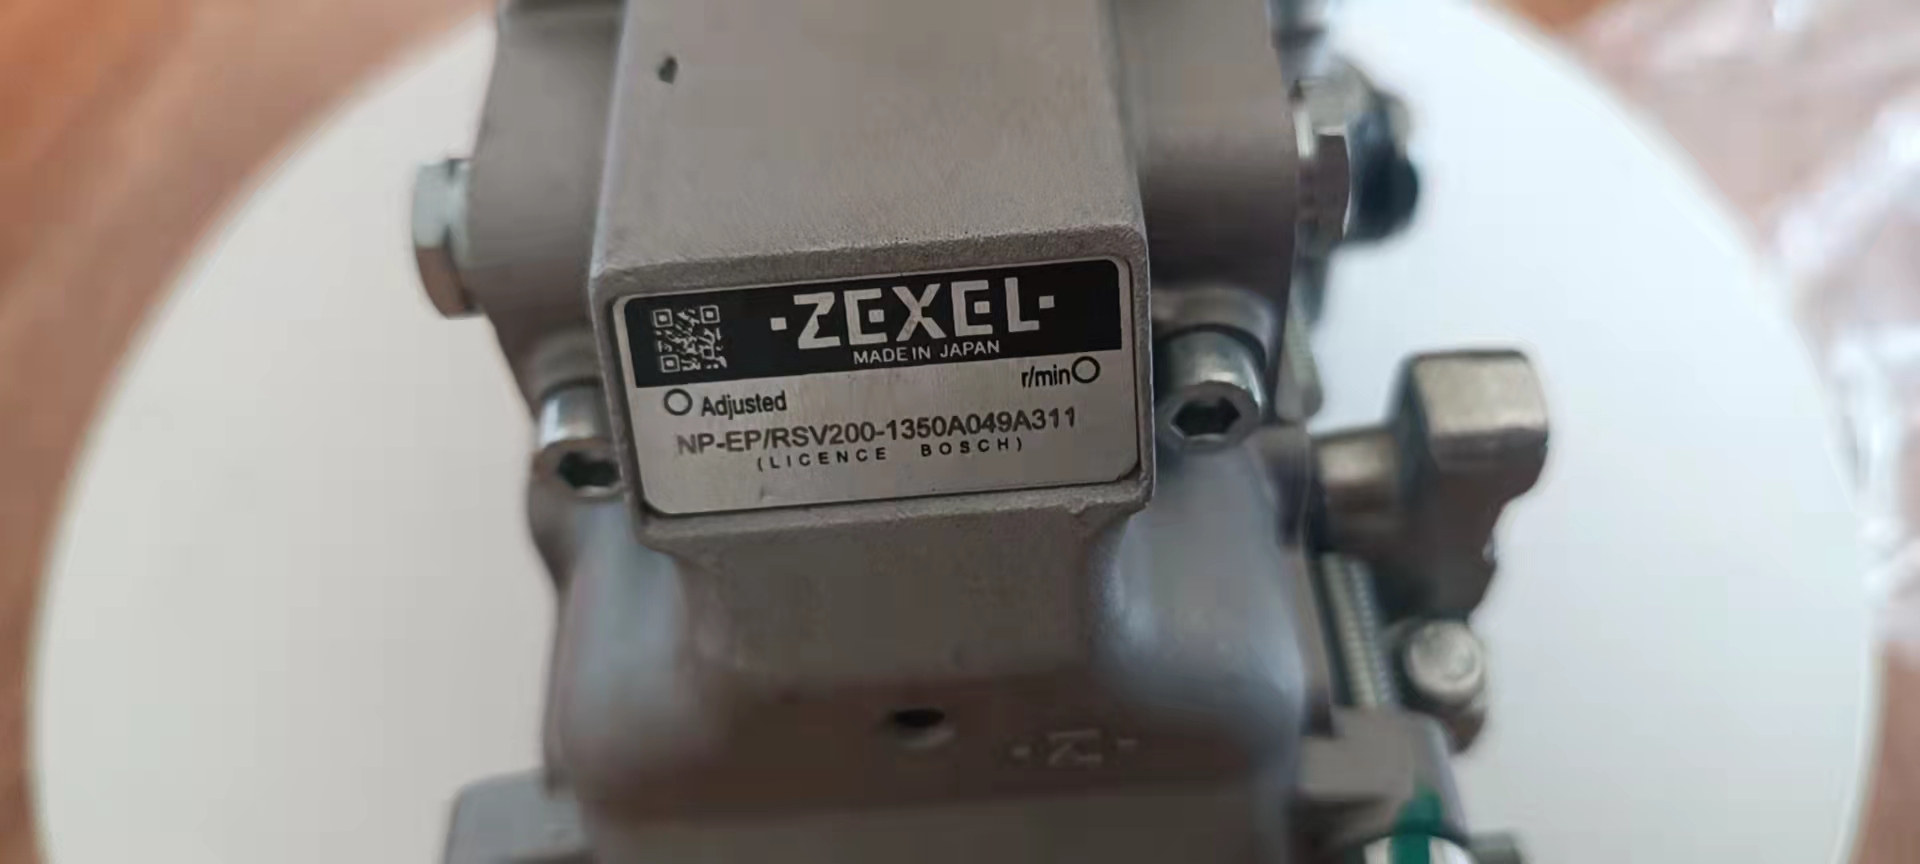 ·ZEXEL·
MADE IN JAPAN
r/min
Adjusted
NP-EP/RSV200-1350A049A311
(LICENCE BOSCH)